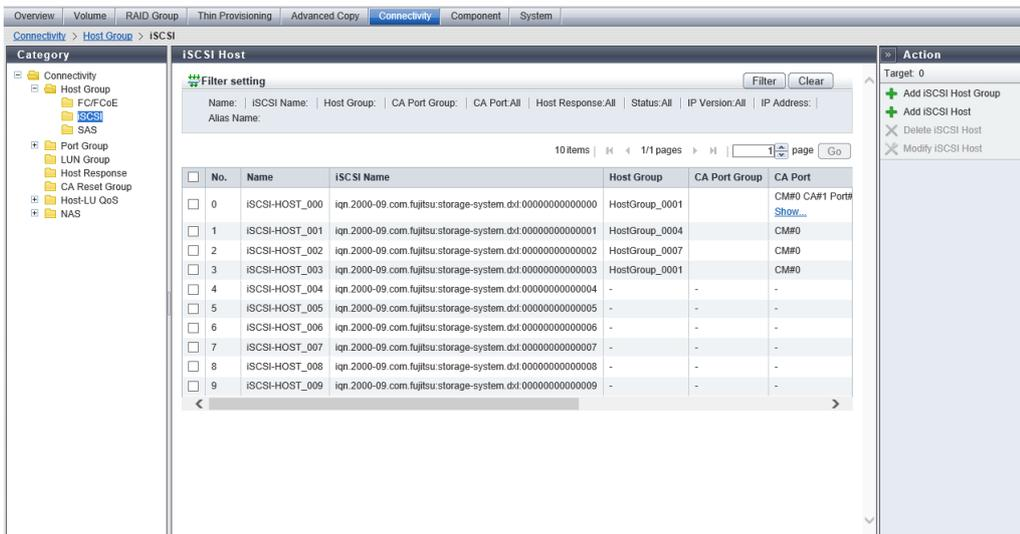 Overview Volume RAID Group Thin Provisioning Advanced Copy Connectivity Component System
Connectivity > Host Group > iSCSI
Category
Connectivity
Host Group
FC/FCoE
iSCSI
SAS
Port Group
LUN Group
Host Response
CA Reset Group
Host-LU QoS
NAS
iSCSI Host
Filter setting
Filter Clear
Name: | iSCSI Name: | Host Group: | CA Port Group: | CA Port:All | Host Response:All | Status:All | IP Version:All | IP Address: |
Alias Name:
10 items | 1/1 pages | 1 page Go
No. Name iSCSI Name Host Group CA Port Group CA Port
0 iSCSI-HOST_000 iqn.2000-09.com.fujitsu:storage-system.dxl:00000000000000 HostGroup_0001 CM#0 CA#1 Port#
Show...
1 iSCSI-HOST_001 iqn.2000-09.com.fujitsu:storage-system.dxl:00000000000001 HostGroup_0004 CM#0
2 iSCSI-HOST_002 iqn.2000-09.com.fujitsu:storage-system.dxl:00000000000002 HostGroup_0007 CM#0
3 iSCSI-HOST_003 iqn.2000-09.com.fujitsu:storage-system.dxl:00000000000003 HostGroup_0001 CM#0
4 iSCSI-HOST_004 iqn.2000-09.com.fujitsu:storage-system.dxl:00000000000004 - - -
5 iSCSI-HOST_005 iqn.2000-09.com.fujitsu:storage-system.dxl:00000000000005 - - -
6 iSCSI-HOST_006 iqn.2000-09.com.fujitsu:storage-system.dxl:00000000000006 - - -
7 iSCSI-HOST_007 iqn.2000-09.com.fujitsu:storage-system.dxl:00000000000007 - - -
8 iSCSI-HOST_008 iqn.2000-09.com.fujitsu:storage-system.dxl:00000000000008 - - -
9 iSCSI-HOST_009 iqn.2000-09.com.fujitsu:storage-system.dxl:00000000000009 - - -
» Action
Target: 0
Add iSCSI Host Group
Add iSCSI Host
Delete iSCSI Host
Modify iSCSI Host